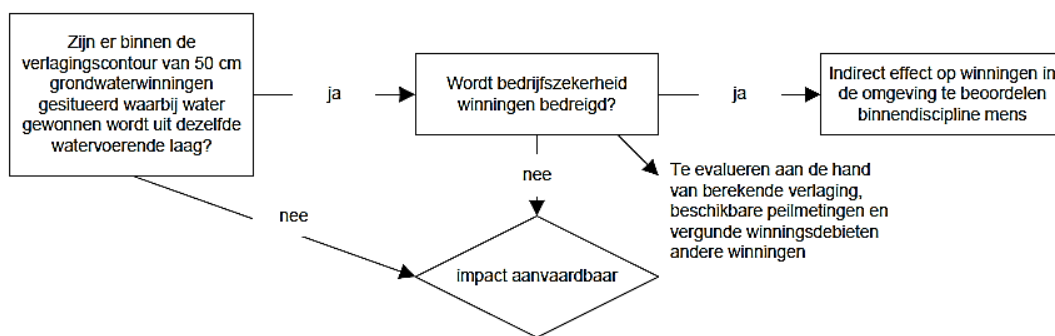 Zijn er binnen de
verlagingscontour van 50 cm
grondwaterwinningen
gesitueerd waarbij water
gewonnen wordt uit dezelfde
watervoerende laag?
ja
Wordt bedrijfszekerheid
winningen bedreigd?
ja
Indirect effect op winningen in
de omgeving te beoordelen
binnendiscipline mens
nee
nee
Te evalueren aan de hand
van berekende verlaging,
beschikbare peilmetingen en
vergunde winningsdebieten
andere winningen
impact aanvaardbaar